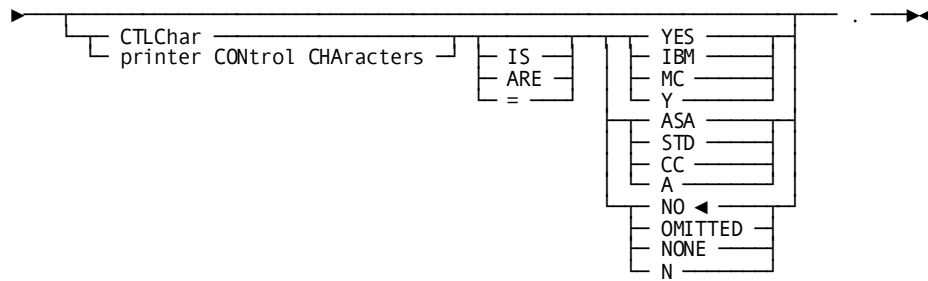 CTLChar YES .
printer CONtrol CHAracters IS IBM
ARE MC
= Y
ASA
STD
CC
A
NO
OMITTED
NONE
N